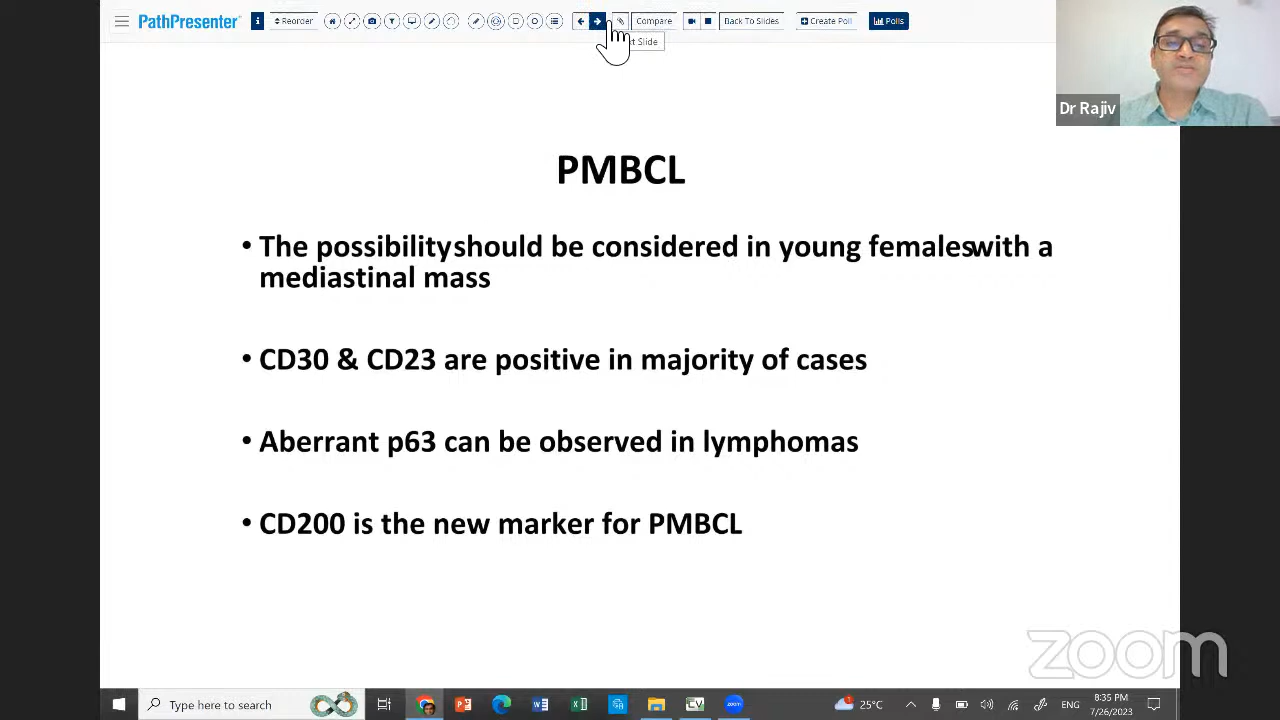 PathPresenter
Reorder
Compare
Back To Slides
Create Poll
Polls
t Slide
Dr Rajiv
PMBCL
• The possibility should be considered in young females with a
mediastinal mass
• CD30 & CD23 are positive in majority of cases
• Aberrant p63 can be observed in lymphomas
• CD200 is the new marker for PMBCL
zoom
Type here to search
25°C
ENG
8:35 PM
7/26/2023